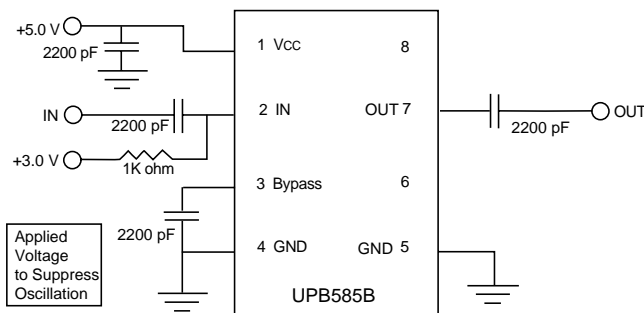 +5.0 V
2200 pF
1 VCC
8
IN
2200 pF
2 IN
OUT 7
2200 pF
OUT
+3.0 V
1K ohm
3 Bypass
6
2200 pF
4 GND
GND 5
Applied
Voltage
to Suppress
Oscillation
UPB585B